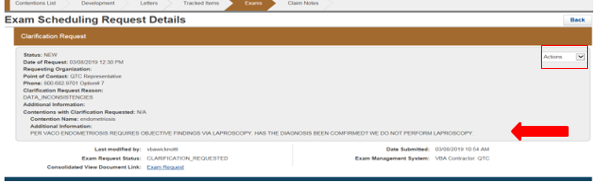 Contentions List Development Letters Tracked Items Exams Claim Notes
Exam Scheduling Request Details
Back
Clarification Request
Actions
Status: NEW
Date of Request: 03/08/2019 12:30 PM
Requesting Organization:
Point of Contact: QTC Representative
Phone: 800.682.9701 Option# 7
Clarification Request Reason:
DATA_INCONSISTENCIES
Additional Information:
Contentions with Clarification Requested: N/A
Contention Name: endometriosis
Additional Information:
PER VACO ENDOMETRIOSIS REQUIRES OBJECTIVE FINDINGS VIA LAPROSCOPY. HAS THE DIAGNOSIS BEEN COMFIRMED? WE DO NOT PERFORM LAPROSCOPY.
Last modified by: Date Submitted: 03/08/2019 10:54 AM
Exam Request Status: CLARIFICATION_REQUESTED Exam Management System: VBA Contractor: QTC
Consolidated View Document Link: Exam Request